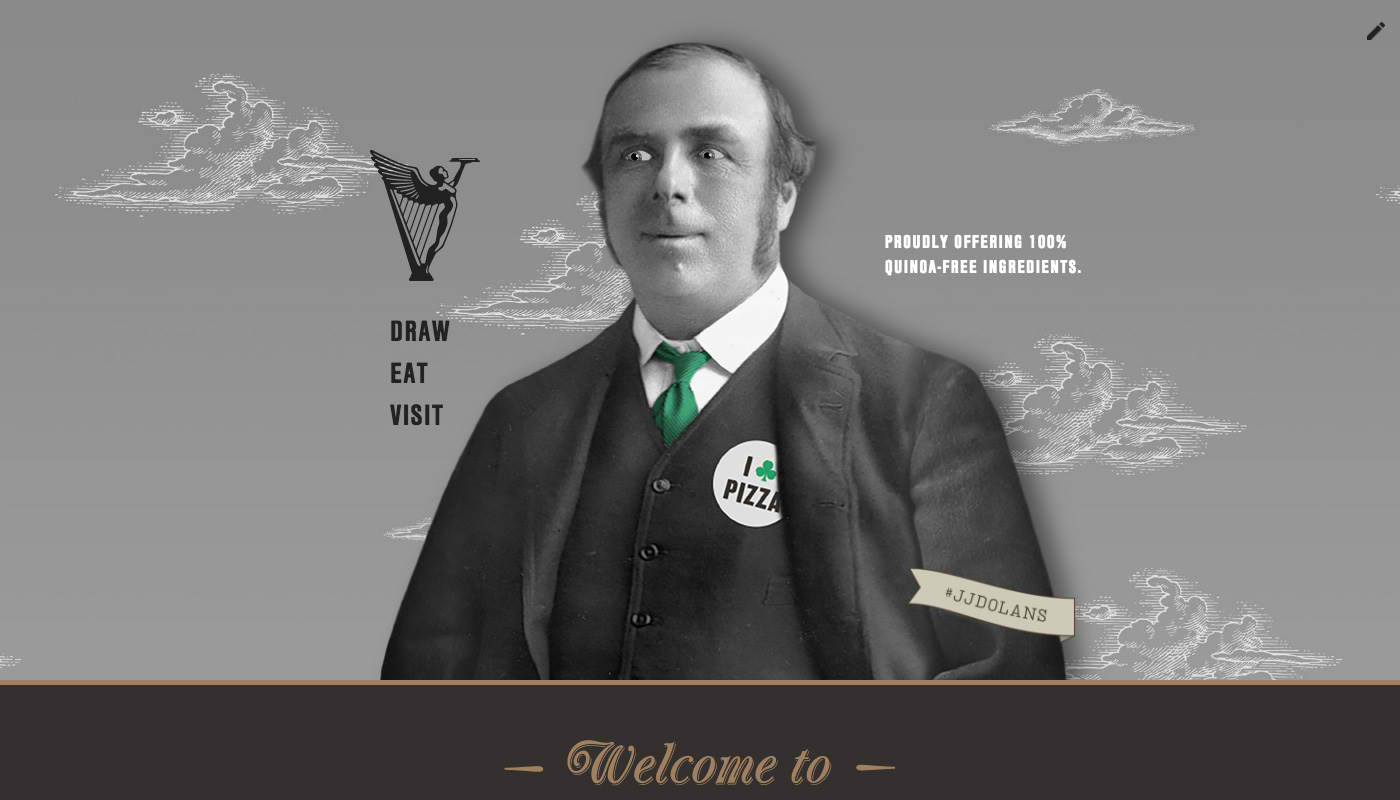 PROUDLY OFFERING 100%
QUINOA-FREE INGREDIENTS.
DRAW
EAT
VISIT
I ☘
PIZZA
#JJDOLANS
Welcome to